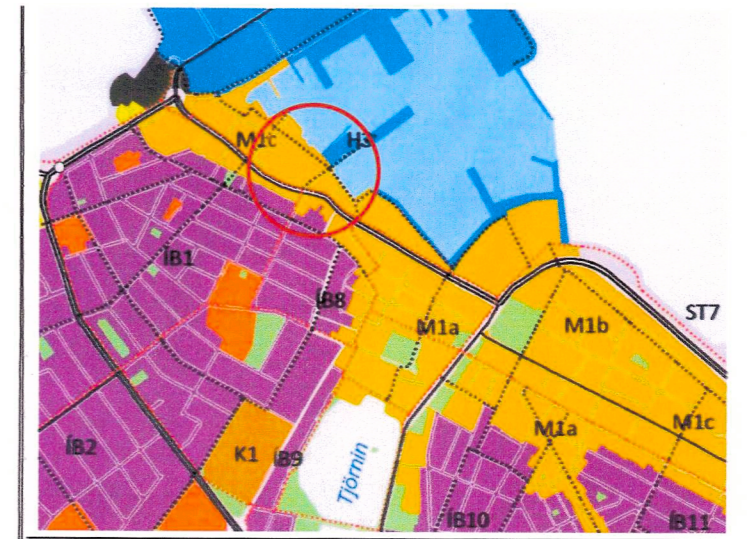 M1c
H3
ÍB1
ÍB8
ST7
M1a
M1b
ÍB2
K1
ÍB9
Tjörnin
M1a
M1c
ÍB10
ÍB11